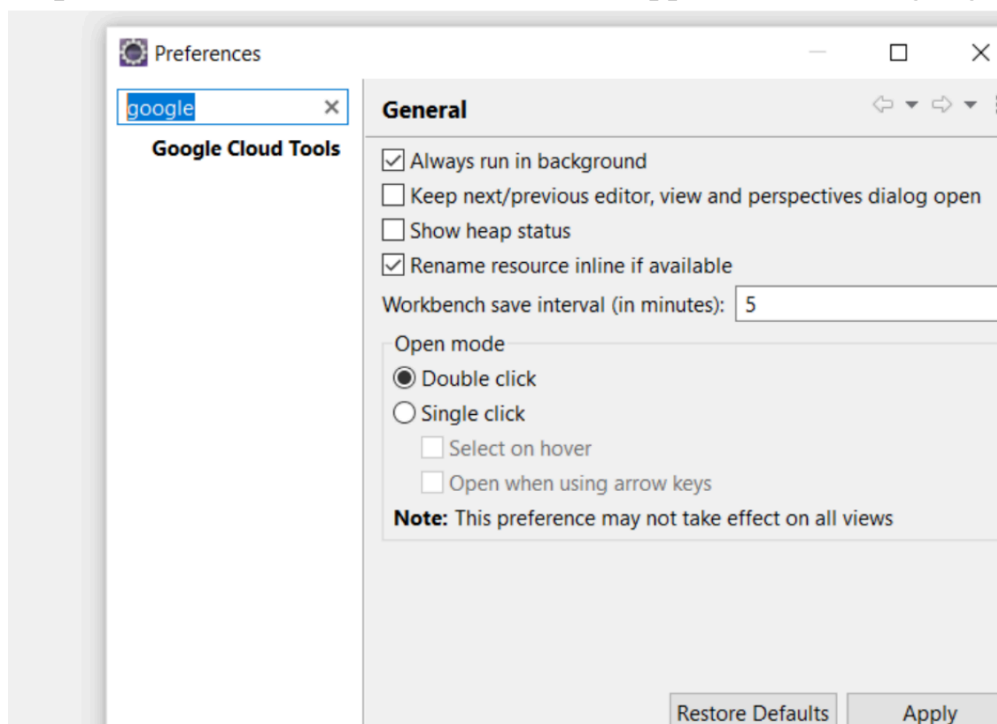 Preferences
google
Google Cloud Tools
General
Always run in background
Keep next/previous editor, view and perspectives dialog open
Show heap status
Rename resource inline if available
Workbench save interval (in minutes): 5
Open mode
Double click
Single click
Select on hover
Open when using arrow keys
Note: This preference may not take effect on all views
Restore Defaults
Apply